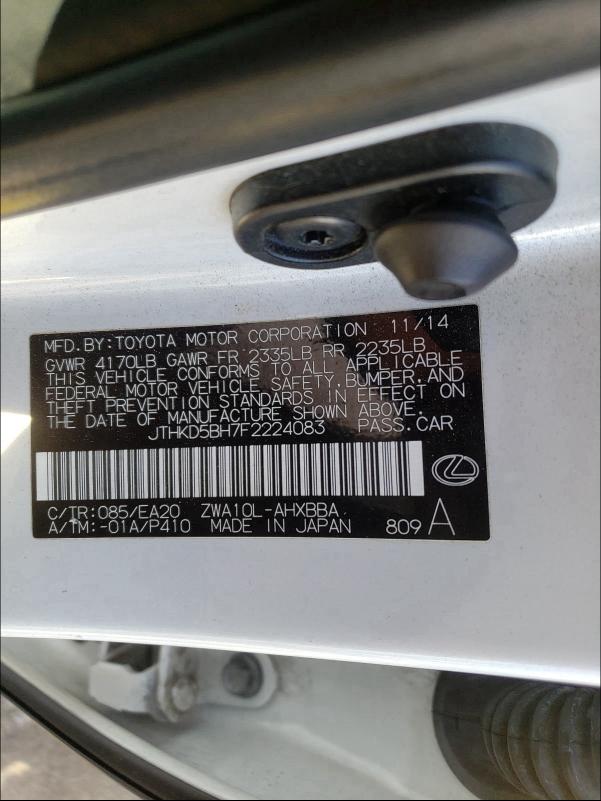 MFD.BY:TOYOTA MOTOR CORPORATION 11/14
GVWR 4170LB GAWR FR 2335LB RR 2235LB
THIS VEHICLE CONFORMS TO ALL APPLICABLE
FEDERAL MOTOR VEHICLE SAFETY,BUMPER,AND
THEFT PREVENTION STANDARDS IN EFFECT ON
THE DATE OF MANUFACTURE SHOWN ABOVE.
JTHKD5BH7F2224083 PASS.CAR
C/TR:085/EA20 ZWA10L-AHXBBA
A/TM:-01A/P410 MADE IN JAPAN 809 A